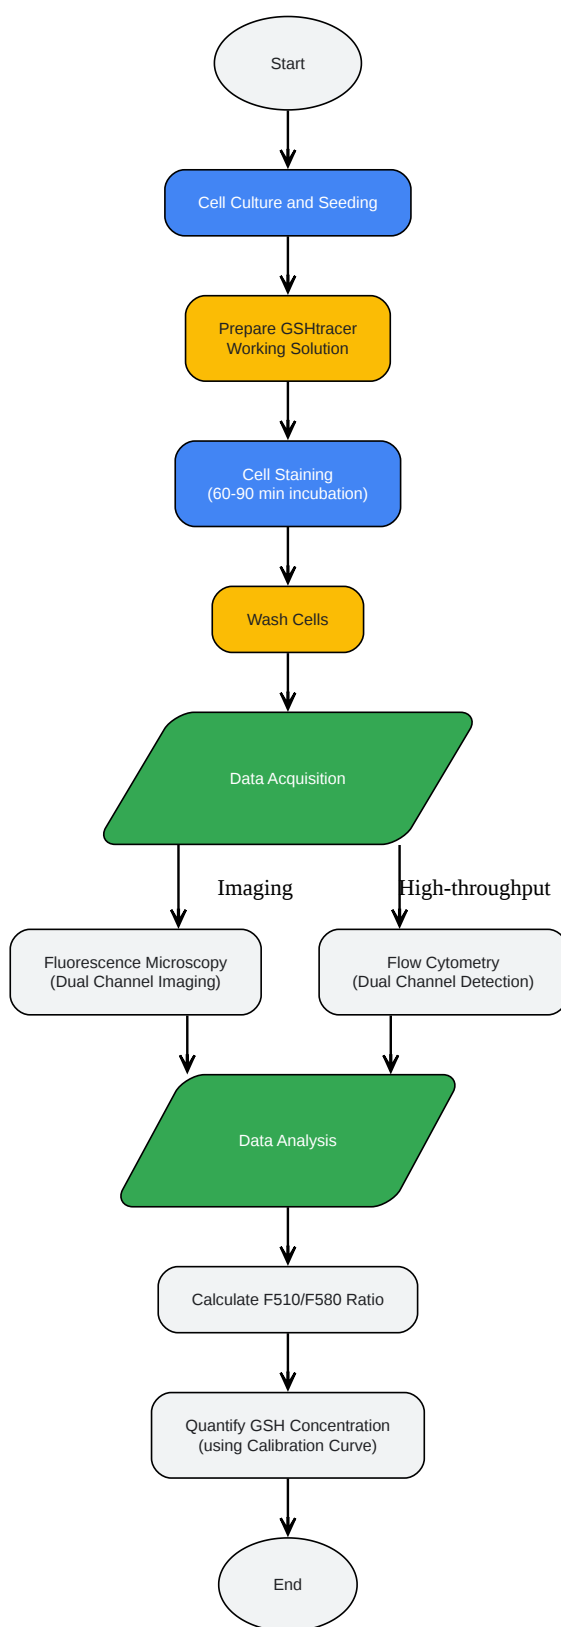 Start
Cell Culture and Seeding
Prepare GSHtracer
Working Solution
Cell Staining
(60-90 min incubation)
Wash Cells
Data Acquisition
Imaging
High-throughput
Fluorescence Microscopy
(Dual Channel Imaging)
Flow Cytometry
(Dual Channel Detection)
Data Analysis
Calculate F510/F580 Ratio
Quantify GSH Concentration
(using Calibration Curve)
End